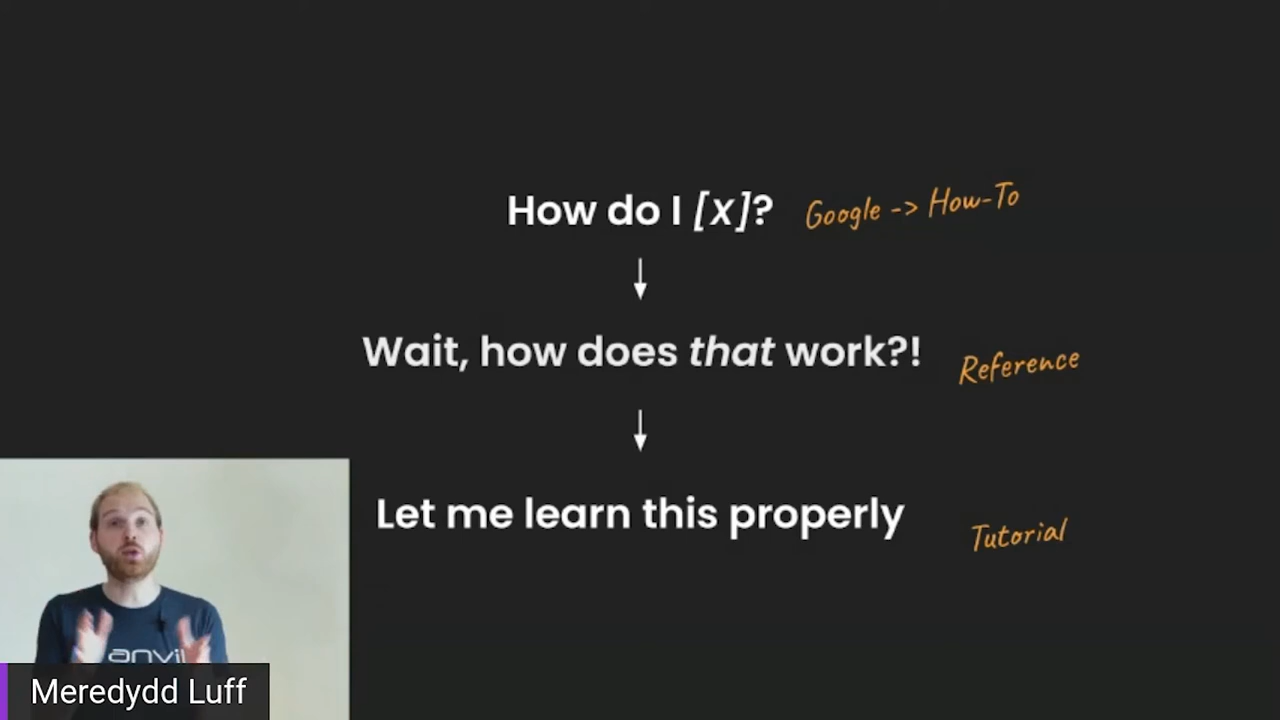 How do I [X]? Google -> How-To
Wait, how does that work?! Reference
Let me learn this properly
Tutorial
anvil
Meredydd Luff